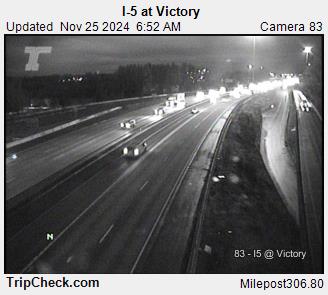 I-5 at Victory
Updated Nov 25 2024 6:52 AM Camera 83
T
N
83 - I5 @ Victory
TripCheck.com Milepost306.80